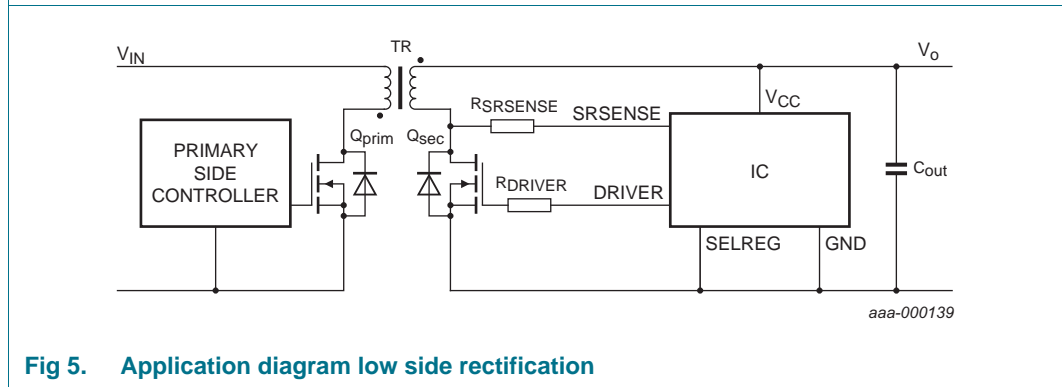 TR
VIN
Vo
VCC
RSRSENSE
SRSENSE
Qprim
Qsec
PRIMARY
SIDE
CONTROLLER
IC
Cout
RDRIVER
DRIVER
SELREG
GND
aaa-000139
Fig 5. Application diagram low side rectification